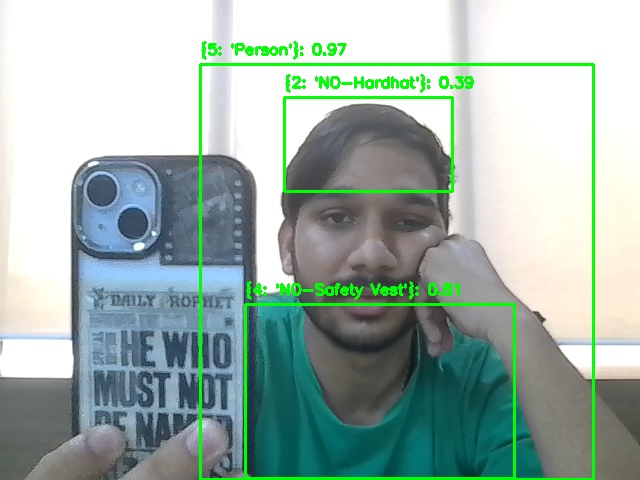 {5: 'Person'}: 0.97
{2: 'NO-Hardhat'}: 0.39
{4: 'NO-Safety Vest'}: 0.81
DAILY PROPHET
HE WHO
MUST NOT
BE NAMED